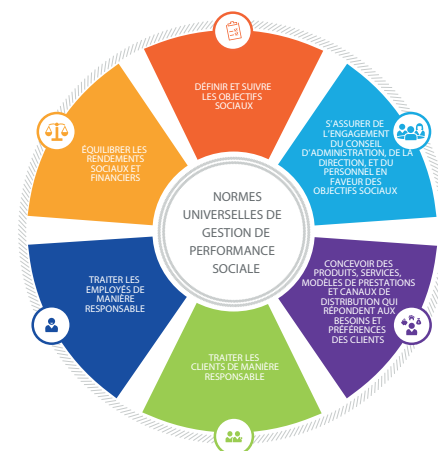 DÉFINIR ET SUIVRE
LES OBJECTIFS
SOCIAUX
S'ASSURER DE
L'ENGAGEMENT
DU CONSEIL
D'ADMINISTRATION, DE LA
DIRECTION, ET DU
PERSONNEL EN
FAVEUR DES
OBJECTIFS SOCIAUX
CONCEVOIR DES
PRODUITS, SERVICES,
MODÈLES DE PRESTATIONS
ET CANAUX DE
DISTRIBUTION QUI
RÉPONDENT AUX
BESOINS ET
PRÉFÉRENCES
DES CLIENTS
TRAITER LES
CLIENTS DE MANIÈRE
RESPONSABLE
TRAITER LES
EMPLOYÉS DE
MANIÈRE
RESPONSABLE
ÉQUILIBRER LES
RENDEMENTS
SOCIAUX ET
FINANCIERS
NORMES
UNIVERSELLES DE
GESTION DE
PERFORMANCE
SOCIALE